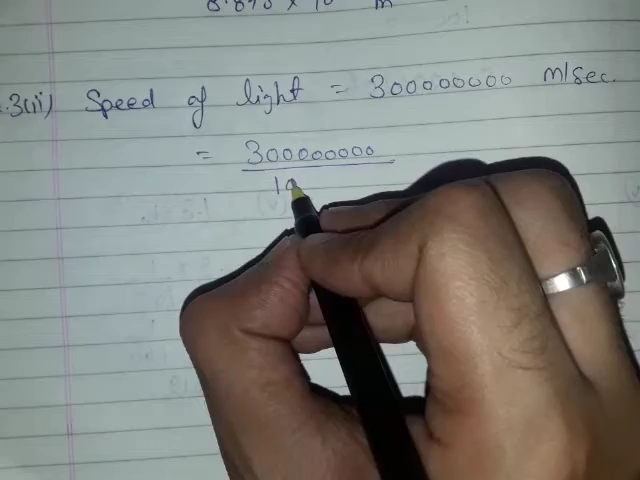 m
3(ii) Speed of light = 300000000 m/sec.
= 300000000
10